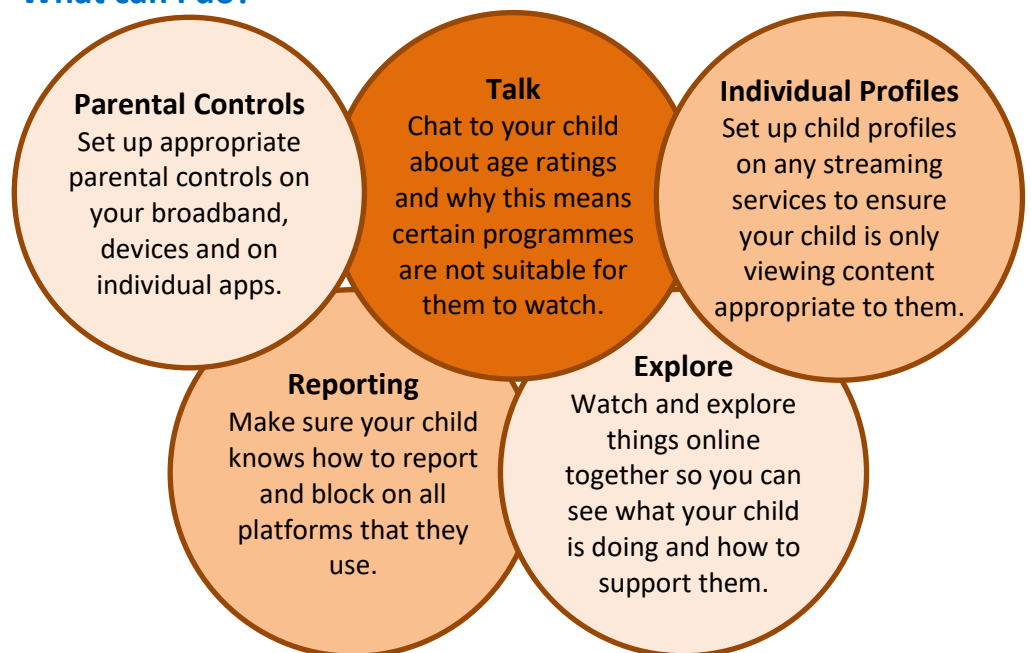 What can I do?
Parental Controls
Set up appropriate
parental controls on
your broadband,
devices and on
individual apps.
Talk
Chat to your child
about age ratings
and why this means
certain programmes
are not suitable for
them to watch.
Individual Profiles
Set up child profiles
on any streaming
services to ensure
your child is only
viewing content
appropriate to them.
Reporting
Make sure your child
knows how to report
and block on all
platforms that they
use.
Explore
Watch and explore
things online
together so you can
see what your child
is doing and how to
support them.